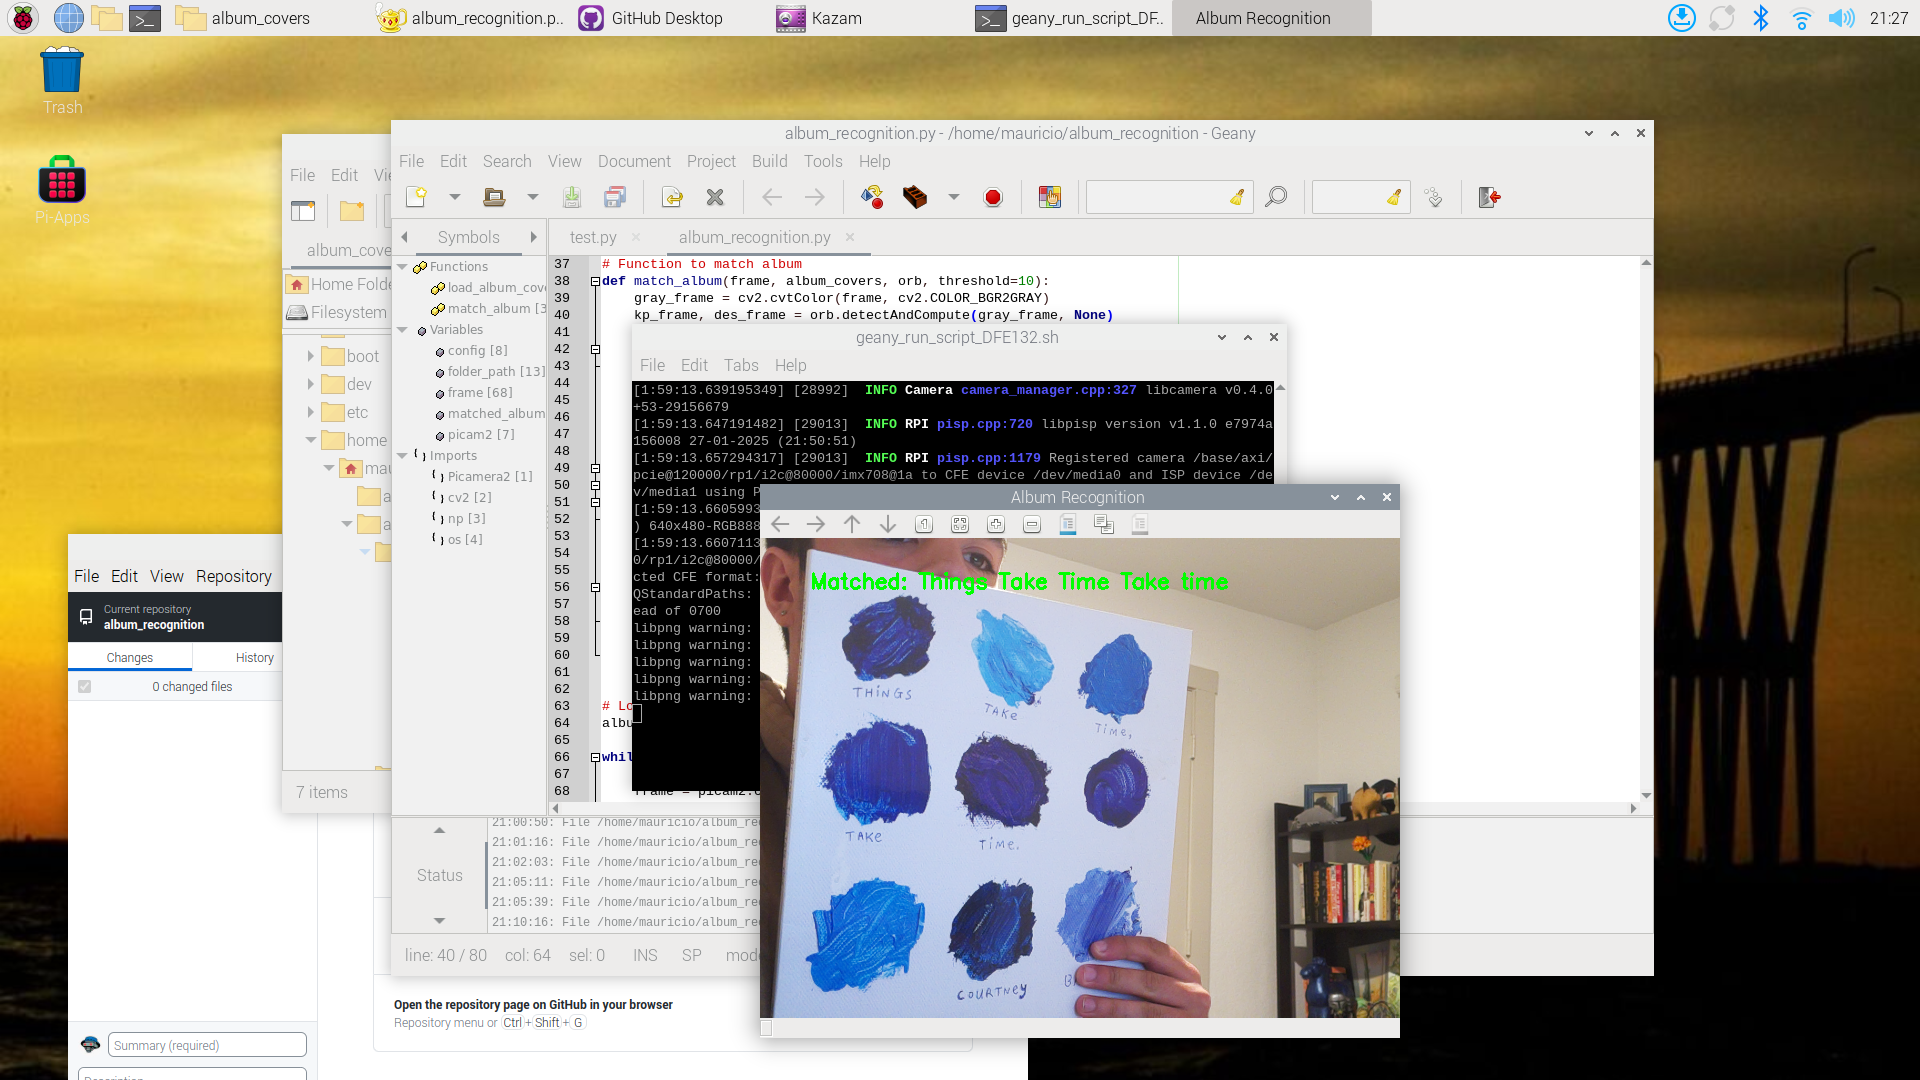 album_covers
album_recognition.p..
GitHub Desktop
Kazam
geany_run_script_DF..
Album Recognition
21:27
Trash
Pi-Apps
album_recognition.py - /home/mauricio/album_recognition - Geany
File Edit Search View Document Project Build Tools Help
Symbols
test.py
album_recognition.py
Functions
load_album_cove
match_album [3
Variables
config [8]
folder_path [13]
frame [68]
matched_album
picam2 [7]
Imports
Picamera2 [1]
cv2 [2]
np [3]
os [4]
37 # Function to match album
38 def match_album(frame, album_covers, orb, threshold=10):
39 gray_frame = cv2.cvtColor(frame, cv2.COLOR_BGR2GRAY)
40 kp_frame, des_frame = orb.detectAndCompute(gray_frame, None)
41
42
43
44
45
46
47
48
49
50
51
52
53
54
55
56
57
58
59
60
61
62
63 # Lo
64 albu
65
66 whil
67
68 frame = picam2.c
geany_run_script_DFE132.sh
File Edit Tabs Help
[1:59:13.639195349] [28992] INFO Camera camera_manager.cpp:327 libcamera v0.4.0
+53-29156679
[1:59:13.647191482] [29013] INFO RPI pisp.cpp:720 libpisp version v1.1.0 e7974a
156008 27-01-2025 (21:50:51)
[1:59:13.657294317] [29013] INFO RPI pisp.cpp:1179 Registered camera /base/axi/
pcie@120000/rp1/i2c@80000/imx708@1a to CFE device /dev/media0 and ISP device /de
v/media1 using P
[1:59:13.6605993
) 640x480-RGB888
[1:59:13.6607113
0/rp1/i2c@80000/
cted CFE format:
QStandardPaths:
ead of 0700
libpng warning:
libpng warning:
libpng warning:
libpng warning:
libpng warning:
Album Recognition
Matched: Things Take Time Take time
THINGS
TAKE
TIME,
TAKE
TIME.
COURTNEY
B
File Edit Vie
album_cove
Home Folde
Filesystem
boot
dev
etc
home
mau
a
a
7 items
Status
21:00:50: File /home/mauricio/album_rec
21:01:16: File /home/mauricio/album_rec
21:02:03: File /home/mauricio/album_rec
21:05:11: File /home/mauricio/album_rec
21:05:39: File /home/mauricio/album_rec
21:10:16: File /home/mauricio/album_rec
line: 40 / 80 col: 64 sel: 0 INS SP mode
File Edit View Repository
Current repository
album_recognition
Changes
History
0 changed files
Open the repository page on GitHub in your browser
Repository menu or Ctrl + Shift + G
Summary (required)
Description